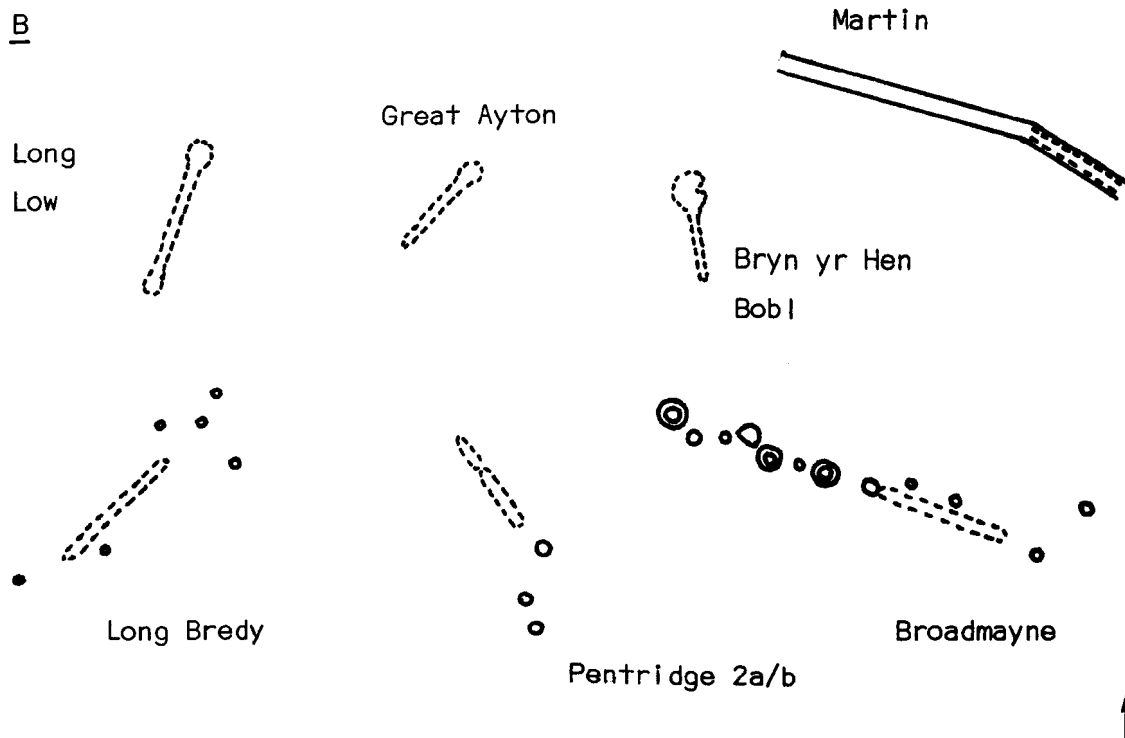 B
Martin
Great Ayton
Long
Low
Bryn yr Hen
Bobl
Long Bredy
Broadmayne
Pentridge 2a/b